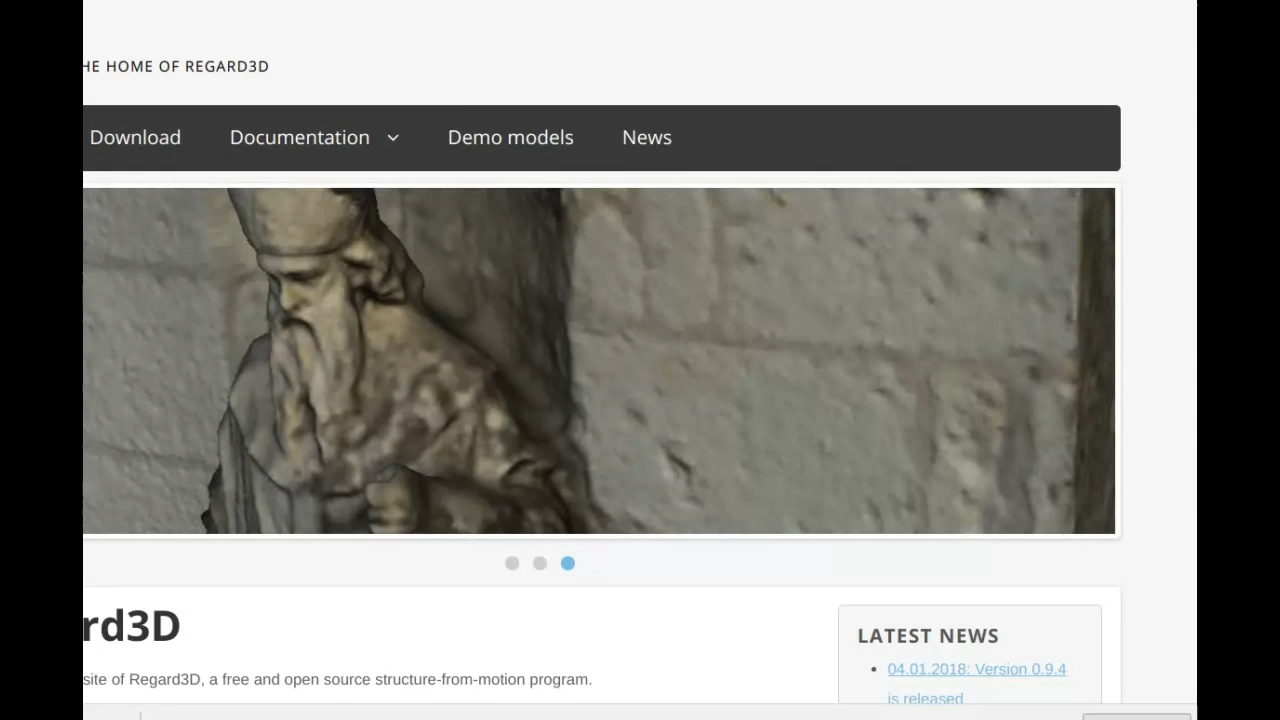 HE HOME OF REGARD3D
Download Documentation Demo models News
rd3D
site of Regard3D, a free and open source structure-from-motion program.
LATEST NEWS
04.01.2018: Version 0.9.4
is released